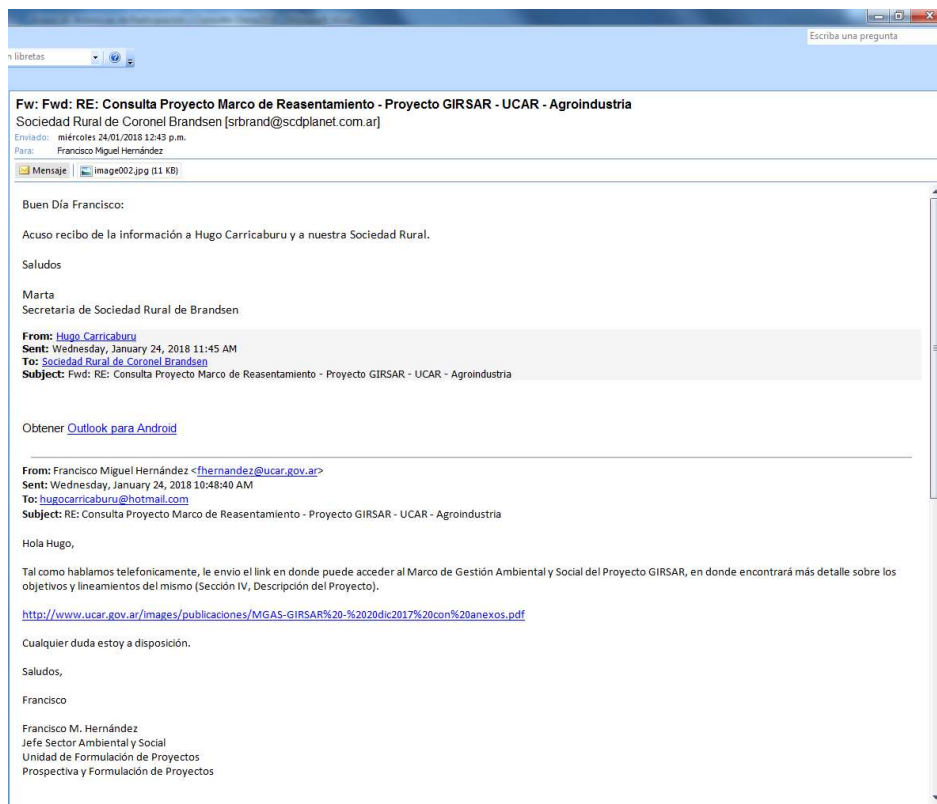 Escriba una pregunta
n libretas
Fw: Fwd: RE: Consulta Proyecto Marco de Reasentamiento - Proyecto GIRSAR - UCAR - Agroindustria
Sociedad Rural de Coronel Brandsen [srbrand@scdplanet.com.ar]
Enviado: miércoles 24/01/2018 12:43 p.m.
Para: Francisco Miguel Hernández
Mensaje image002.jpg (11 KB)
Buen Día Francisco:
Acuso recibo de la información a Hugo Carricaburu y a nuestra Sociedad Rural.
Saludos
Marta
Secretaria de Sociedad Rural de Brandsen
From: Hugo Carricaburu
Sent: Wednesday, January 24, 2018 11:45 AM
To: Sociedad Rural de Coronel Brandsen
Subject: Fwd: RE: Consulta Proyecto Marco de Reasentamiento - Proyecto GIRSAR - UCAR - Agroindustria
Obtener Outlook para Android
From: Francisco Miguel Hernández <fhernandez@ucar.gov.ar>
Sent: Wednesday, January 24, 2018 10:48:40 AM
To: hugocarricaburu@hotmail.com
Subject: RE: Consulta Proyecto Marco de Reasentamiento - Proyecto GIRSAR - UCAR - Agroindustria
Hola Hugo,
Tal como hablamos telefonicamente, le envio el link en donde puede acceder al Marco de Gestión Ambiental y Social del Proyecto GIRSAR, en donde encontrará más detalle sobre los
objetivos y lineamientos del mismo (Sección IV, Descripción del Proyecto).
http://www.ucar.gov.ar/images/publicaciones/MGAS-GIRSAR%20-%2020dic2017%20con%20anexos.pdf
Cualquier duda estoy a disposición.
Saludos,
Francisco
Francisco M. Hernández
Jefe Sector Ambiental y Social
Unidad de Formulación de Proyectos
Prospectiva y Formulación de Proyectos